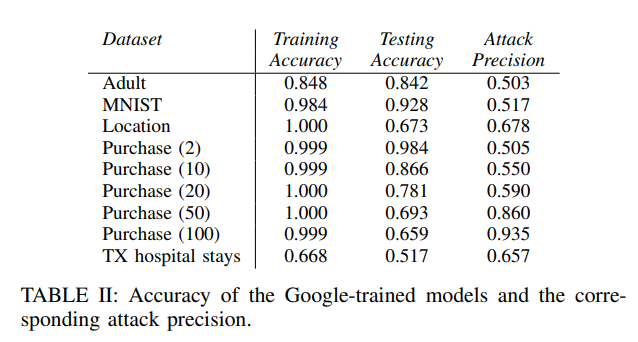 Dataset Training Testing Attack
Accuracy Accuracy Precision
Adult 0.848 0.842 0.503
MNIST 0.984 0.928 0.517
Location 1.000 0.673 0.678
Purchase (2) 0.999 0.984 0.505
Purchase (10) 0.999 0.866 0.550
Purchase (20) 1.000 0.781 0.590
Purchase (50) 1.000 0.693 0.860
Purchase (100) 0.999 0.659 0.935
TX hospital stays 0.668 0.517 0.657
TABLE II: Accuracy of the Google-trained models and the corre-
sponding attack precision.